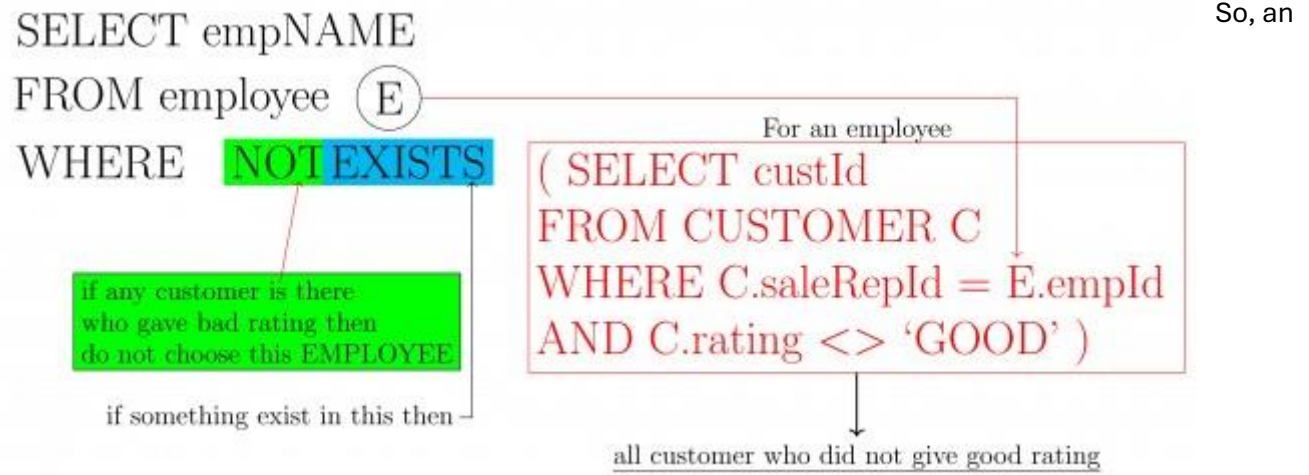 So, an
SELECT empNAME
FROM employee E
For an employee
WHERE NOT EXISTS
( SELECT custId
FROM CUSTOMER C
WHERE C.saleRepId = E.empId
AND C.rating <> ‘GOOD’ )
if any customer is there
who gave bad rating then
do not choose this EMPLOYEE
if something exist in this then
all customer who did not give good rating